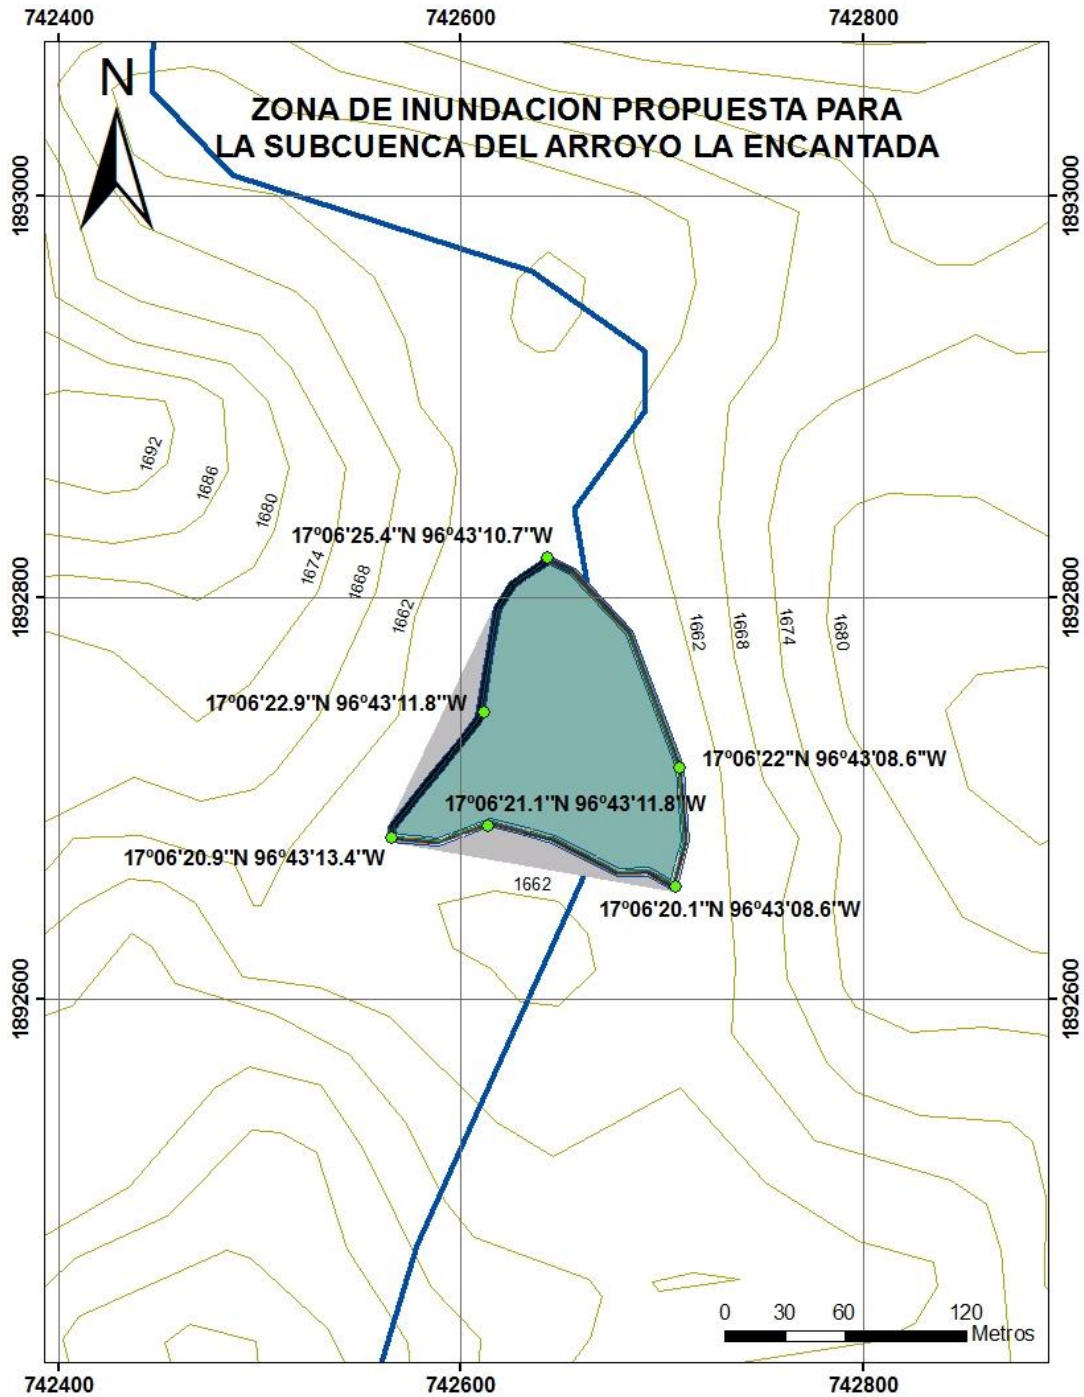 742400 742600 742800
N
ZONA DE INUNDACION PROPUESTA PARA
LA SUBCUENCA DEL ARROYO LA ENCANTADA
1893000 1893000
1692
1686
1680
1674
1668
1662
17º06'25.4"N 96º43'10.7"W
1892800 1892800
1662
1668
1674
1680
17º06'22.9"N 96º43'11.8"W
17º06'22"N 96º43'08.6"W
17º06'21.1"N 96º43'11.8"W
17º06'20.9"N 96º43'13.4"W
1662
17º06'20.1"N 96º43'08.6"W
1892600 1892600
0 30 60 120
Metros
742400 742600 742800